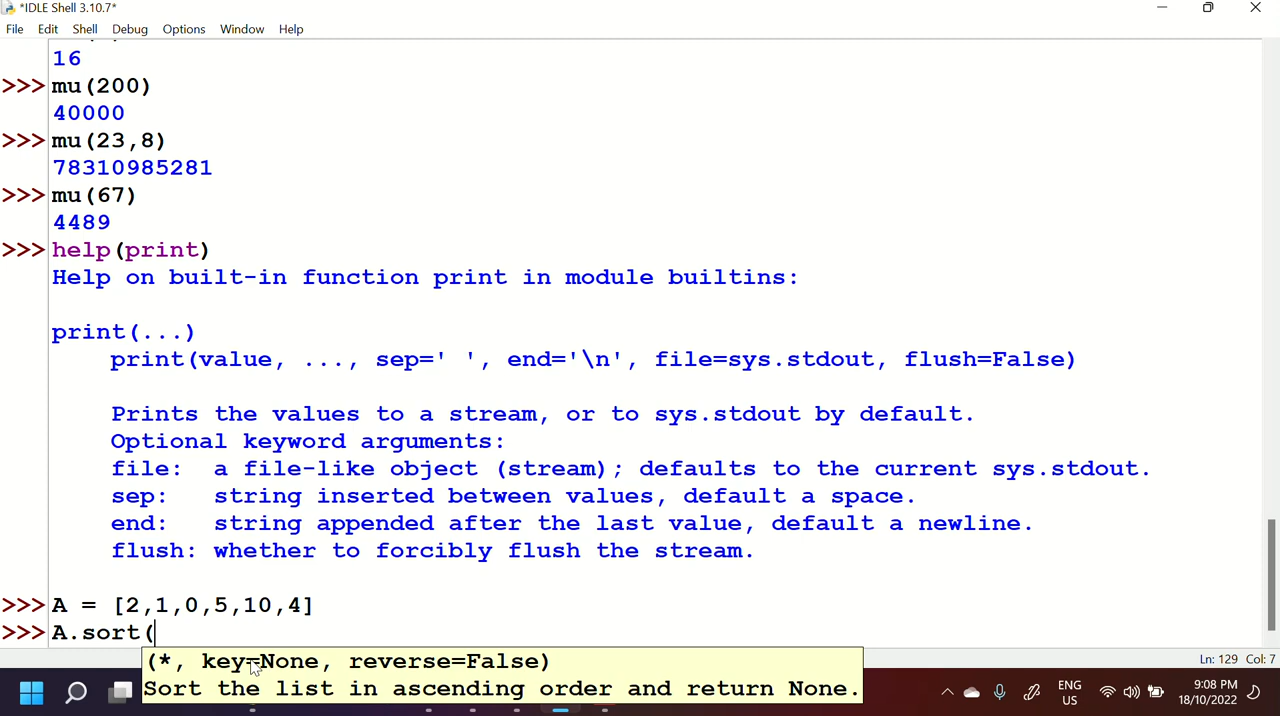 *IDLE Shell 3.10.7*
File Edit Shell Debug Options Window Help
16
>>> mu(200)
40000
>>> mu(23,8)
78310985281
>>> mu(67)
4489
>>> help(print)
Help on built-in function print in module builtins:
print(...)
print(value, ..., sep=' ', end='\n', file=sys.stdout, flush=False)
Prints the values to a stream, or to sys.stdout by default.
Optional keyword arguments:
file: a file-like object (stream); defaults to the current sys.stdout.
sep: string inserted between values, default a space.
end: string appended after the last value, default a newline.
flush: whether to forcibly flush the stream.
>>> A = [2,1,0,5,10,4]
>>> A.sort(
(*, key=None, reverse=False)
Sort the list in ascending order and return None.
Ln: 129 Col: 7
ENG
US
9:08 PM
18/10/2022